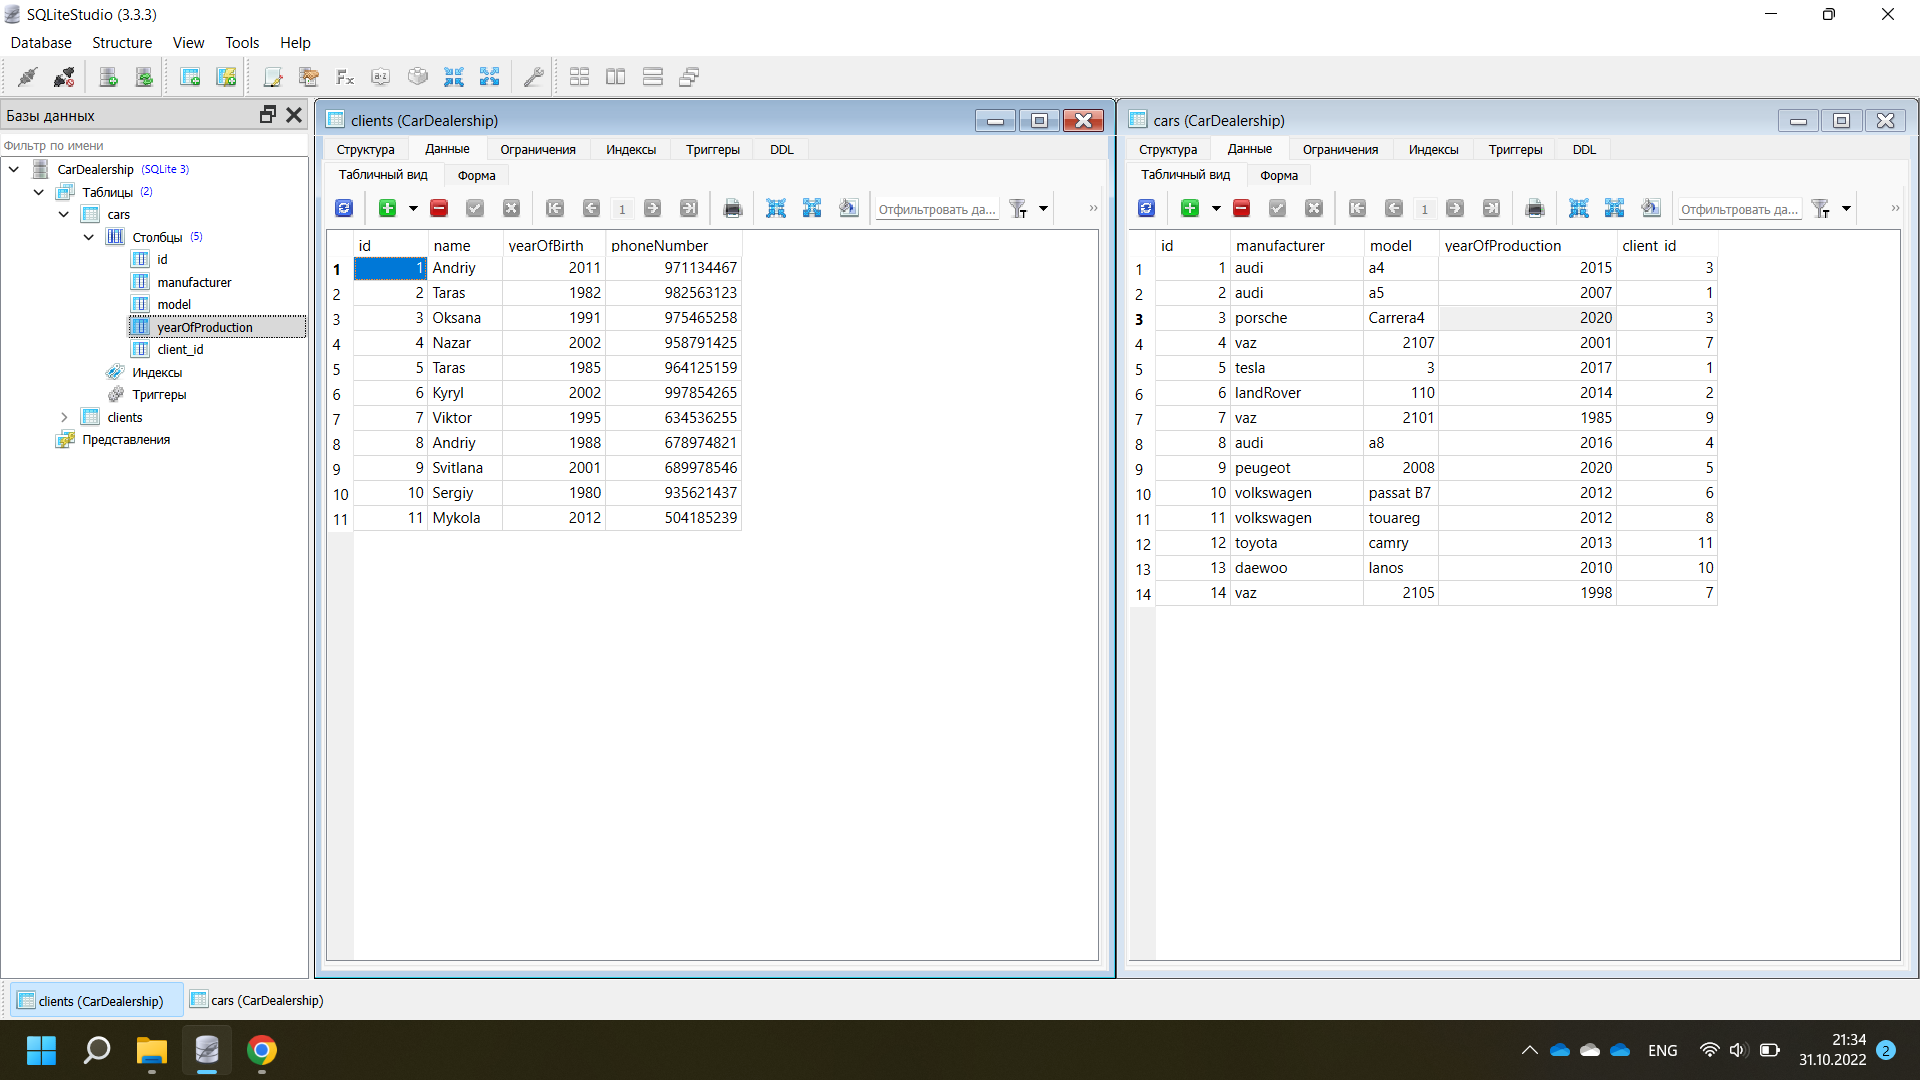 SQLiteStudio (3.3.3)
Database Structure View Tools Help
Базы данных
Фильтр по имени
CarDealership (SQLite 3)
Таблицы (2)
cars
Столбцы (5)
id
manufacturer
model
yearOfProduction
client_id
Индексы
Триггеры
clients
Представления
clients (CarDealership)
Структура Данные Ограничения Индексы Триггеры DDL
Табличный вид Форма
1 Отфильтровать да... »
id name yearOfBirth phoneNumber
1 1 Andriy 2011 971134467
2 2 Taras 1982 982563123
3 3 Oksana 1991 975465258
4 4 Nazar 2002 958791425
5 5 Taras 1985 964125159
6 6 Kyryl 2002 997854265
7 7 Viktor 1995 634536255
8 8 Andriy 1988 678974821
9 9 Svitlana 2001 689978546
10 10 Sergiy 1980 935621437
11 11 Mykola 2012 504185239
cars (CarDealership)
Структура Данные Ограничения Индексы Триггеры DDL
Табличный вид Форма
1 Отфильтровать да... »
id manufacturer model yearOfProduction client_id
1 1 audi a4 2015 3
2 2 audi a5 2007 1
3 3 porsche Carrera4 2020 3
4 4 vaz 2107 2001 7
5 5 tesla 3 2017 1
6 6 landRover 110 2014 2
7 7 vaz 2101 1985 9
8 8 audi a8 2016 4
9 9 peugeot 2008 2020 5
10 10 volkswagen passat B7 2012 6
11 11 volkswagen touareg 2012 8
12 12 toyota camry 2013 11
13 13 daewoo lanos 2010 10
14 14 vaz 2105 1998 7
clients (CarDealership) cars (CarDealership)
ENG
21:34
31.10.2022
2